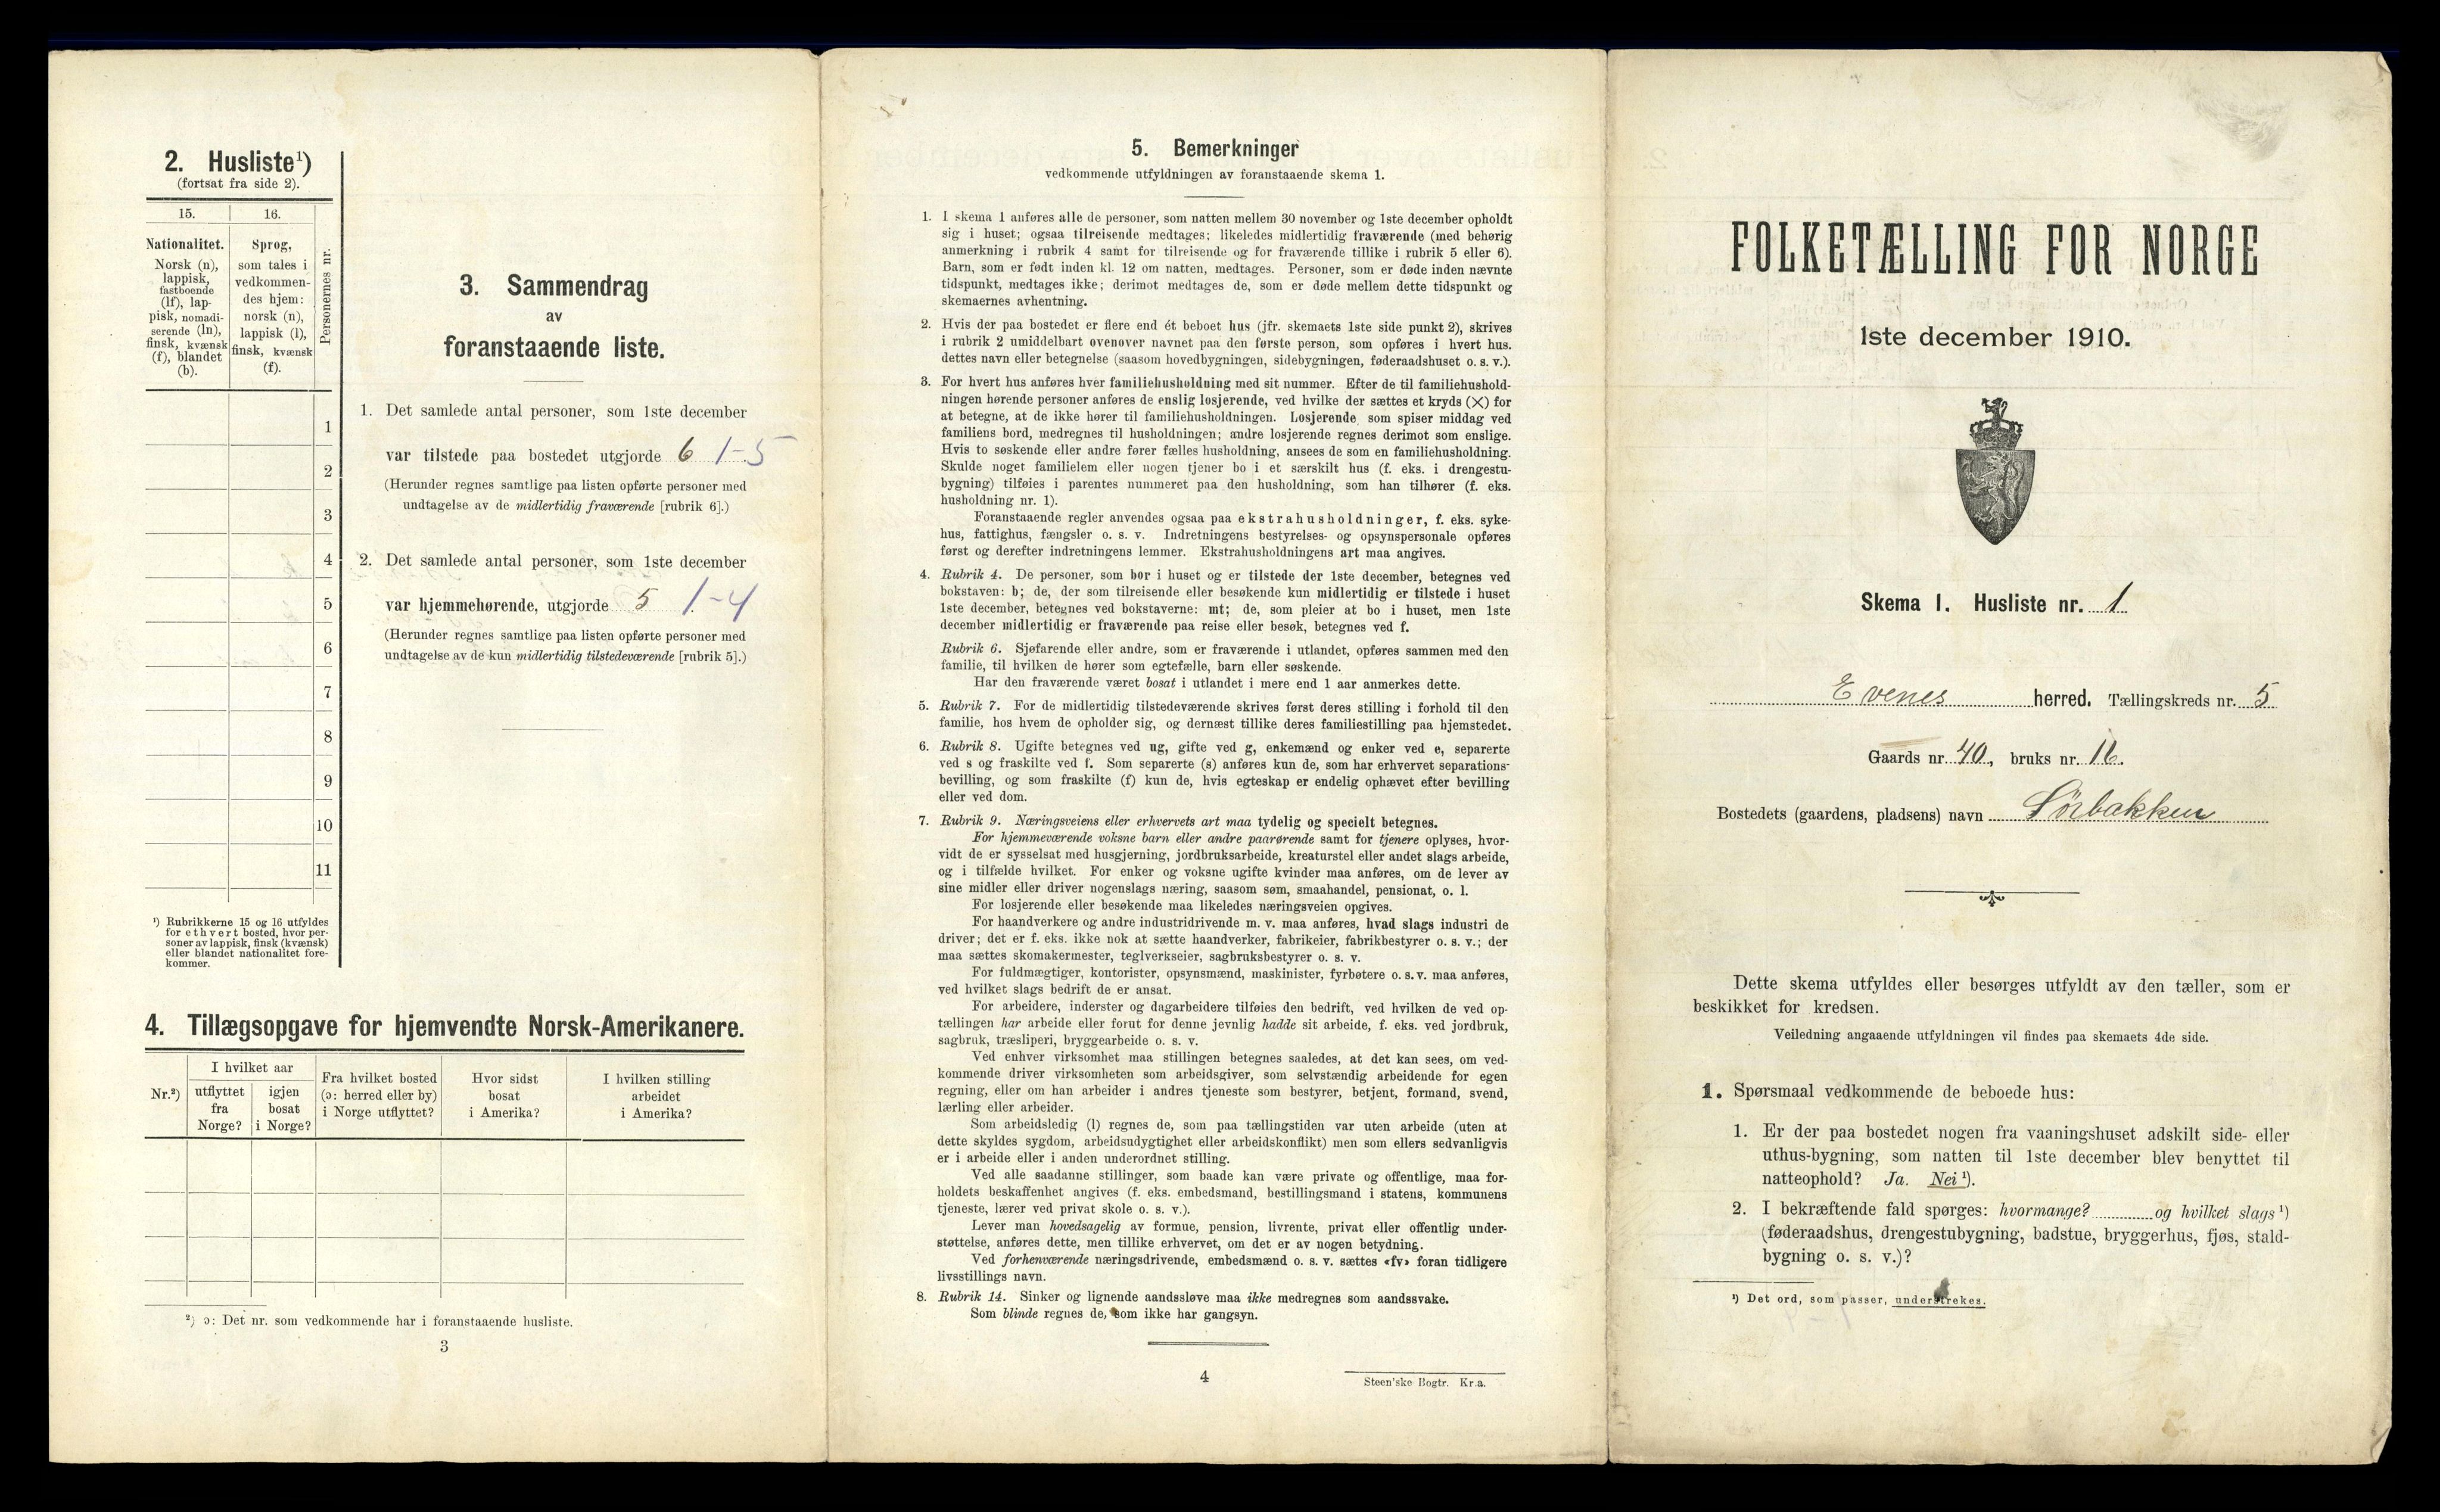 2. Husliste¹)
(fortsat fra side 2).
15.
16.
Personernes nr.
Nationalitet.
Norsk (n),
lappisk,
fastboende
(lf), lap-
pisk, nomadi-
serende (ln),
finsk, kvænsk
(f), blandet
(b).
Sprog,
som tales i
vedkommen-
des hjem:
norsk (n),
lappisk (l),
finsk, kvænsk
(f).
1
2
3
4
5
6
7
8
9
10
11
¹) Rubrikkerne 15 og 16 utfyldes
for ethvert bosted, hvor per-
soner av lappisk, finsk (kvænsk)
eller blandet nationalitet fore-
kommer.
3. Sammendrag
av
foranstaaende liste.
1. Det samlede antal personer, som 1ste december
var tilstede paa bostedet utgjorde 6 1-5
(Herunder regnes samtlige paa listen opførte personer med
undtagelse av de midlertidig fraværende [rubrik 6].)
2. Det samlede antal personer, som 1ste december
var hjemmehørende, utgjorde 5 1-4
(Herunder regnes samtlige paa listen opførte personer med
undtagelse av de kun midlertidig tilstedeværende [rubrik 5].)
4. Tillægsopgave for hjemvendte Norsk-Amerikanere.
Nr.²)
I hvilket aar
utflyttet
fra
Norge?
igjen
bosat
i Norge?
Fra hvilket bosted
(ɔ: herred eller by)
i Norge utflyttet?
Hvor sidst
bosat
i Amerika?
I hvilken stilling
arbeidet
i Amerika?
²) ɔ: Det nr. som vedkommende har i foranstaaende husliste.
3
5. Bemerkninger
vedkommende utfyldningen av foranstaaende skema 1.
1. I skema 1 anføres alle de personer, som natten mellem 30 november og 1ste december opholdt
sig i huset; ogsaa tilreisende medtages; likeledes midlertidig fraværende (med behørig
anmerkning i rubrik 4 samt for tilreisende og for fraværende tillike i rubrik 5 eller 6).
Barn, som er født inden kl. 12 om natten, medtages. Personer, som er døde inden nævnte
tidspunkt, medtages ikke; derimot medtages de, som er døde mellem dette tidspunkt og
skemaernes avhentning.
2. Hvis der paa bostedet er flere end ét beboet hus (jfr. skemaets 1ste side punkt 2), skrives
i rubrik 2 umiddelbart ovenover navnet paa den første person, som opføres i hvert hus.
dettes navn eller betegnelse (saasom hovedbygningen, sidebygningen, føderaadshuset o. s. v.).
3. For hvert hus anføres hver familiehusholdning med sit nummer. Efter de til familiehushold-
ningen hørende personer anføres de enslig losjerende, ved hvilke der sættes et kryds (×) for
at betegne, at de ikke hører til familiehusholdningen. Losjerende som spiser middag ved
familiens bord, medregnes til husholdningen; andre losjerende regnes derimot som enslige.
Hvis to søskende eller andre fører fælles husholdning, ansees de som en familiehusholdning.
Skulde noget familielem eller nogen tjener bo i et særskilt hus (f. eks. i drengestu-
bygning) tilføies i parentes nummeret paa den husholdning, som han tilhører (f. eks.
husholdning nr. 1).
Foranstaaende regler anvendes ogsaa paa ekstrahusholdninger, f. eks. syke-
hus, fattighus, fængsler o. s. v. Indretningens bestyrelses- og opsynspersonale opføres
først og derefter indretningens lemmer. Ekstrahusholdningens art maa angives.
4. Rubrik 4. De personer, som bor i huset og er tilstede der 1ste december, betegnes ved
bokstaven: b; de, der som tilreisende eller besøkende kun midlertidig er tilstede i huset
1ste december, betegnes ved bokstaverne: mt; de, som pleier at bo i huset, men 1ste
december midlertidig er fraværende paa reise eller besøk, betegnes ved f.
Rubrik 6. Sjøfarende eller andre, som er fraværende i utlandet, opføres sammen med den
familie, til hvilken de hører som egtefælle, barn eller søskende.
Har den fraværende været bosat i utlandet i mere end 1 aar anmerkes dette.
5. Rubrik 7. For de midlertidig tilstedeværende skrives først deres stilling i forhold til den
familie, hos hvem de opholder sig, og dernæst tillike deres familiestilling paa hjemstedet.
6. Rubrik 8. Ugifte betegnes ved ug, gifte ved g, enkemænd og enker ved e, separerte
ved s og fraskilte ved f. Som separerte (s) anføres kun de, som har erhvervet separations-
bevilling, og som fraskilte (f) kun de, hvis egteskap er endelig ophævet efter bevilling
eller ved dom.
7. Rubrik 9. Næringsveiens eller erhvervets art maa tydelig og specielt betegnes.
For hjemmeværende voksne barn eller andre paarørende samt for tjenere oplyses, hvor-
vidt de er sysselsat med husgjerning, jordbruksarbeide, kreaturstel eller andet slags arbeide,
og i tilfælde hvilket. For enker og voksne ugifte kvinder maa anføres, om de lever av
sine midler eller driver nogenslags næring, saasom søm, smaahandel, pensionat, o. l.
For losjerende eller besøkende maa likeledes næringsveien opgives.
For haandverkere og andre industridrivende m. v. maa anføres, hvad slags industri de
driver; det er f. eks. ikke nok at sætte haandverker, fabrikeier, fabrikbestyrer o. s. v.; der
maa sættes skomakermester, teglverkseier, sagbruksbestyrer o. s. v.
For fuldmægtiger, kontorister, opsynsmænd, maskinister, fyrbøtere o. s. v. maa anføres,
ved hvilket slags bedrift de er ansat.
For arbeidere, inderster og dagarbeidere tilføies den bedrift, ved hvilken de ved op-
tællingen har arbeide eller forut for denne jevnlig hadde sit arbeide, f. eks. ved jordbruk,
sagbruk, træsliperi, bryggearbeide o. s. v.
Ved enhver virksomhet maa stillingen betegnes saaledes, at det kan sees, om ved-
kommende driver virksomheten som arbeidsgiver, som selvstændig arbeidende for egen
regning, eller om han arbeider i andres tjeneste som bestyrer, betjent, formand, svend,
lærling eller arbeider.
Som arbeidsledig (l) regnes de, som paa tællingstiden var uten arbeide (uten at
dette skyldes sygdom, arbeidsudygtighet eller arbeidskonflikt) men som ellers sedvanligvis
er i arbeide eller i anden underordnet stilling.
Ved alle saadanne stillinger, som baade kan være private og offentlige, maa for-
holdets beskaffenhet angives (f. eks. embedsmand, bestillingsmand i statens, kommunens
tjeneste, lærer ved privat skole o. s. v.).
Lever man hovedsagelig av formue, pension, livrente, privat eller offentlig under-
støttelse, anføres dette, men tillike erhvervet, om det er av nogen betydning.
Ved forhenværende næringsdrivende, embedsmænd o. s. v. sættes «fv» foran tidligere
livsstillings navn.
8. Rubrik 14. Sinker og lignende aandssløve maa ikke medregnes som aandssvake.
Som blinde regnes de, som ikke har gangsyn.
4
Steen'ske Bogtr. Kr.a.
FOLKETÆLLING FOR NORGE
1ste december 1910.
Skema 1. Husliste nr. 1
Evenes herred. Tællingskreds nr. 5
Gaards nr. 40, bruks nr. 16.
Bostedets (gaardens, pladsens) navn Sörbakken
Dette skema utfyldes eller besørges utfyldt av den tæller, som er
beskikket for kredsen.
Veiledning angaaende utfyldningen vil findes paa skemaets 4de side.
1. Spørsmaal vedkommende de beboede hus:
1. Er der paa bostedet nogen fra vaaningshuset adskilt side- eller
uthus-bygning, som natten til 1ste december blev benyttet til
natteophold? Ja. Nei ¹).
2. I bekræftende fald spørges: hvormange? og hvilket slags ¹)
(føderaadshus, drengestubygning, badstue, bryggerhus, fjøs, stald-
bygning o. s. v.)?
¹) Det ord, som passer, understrekes.